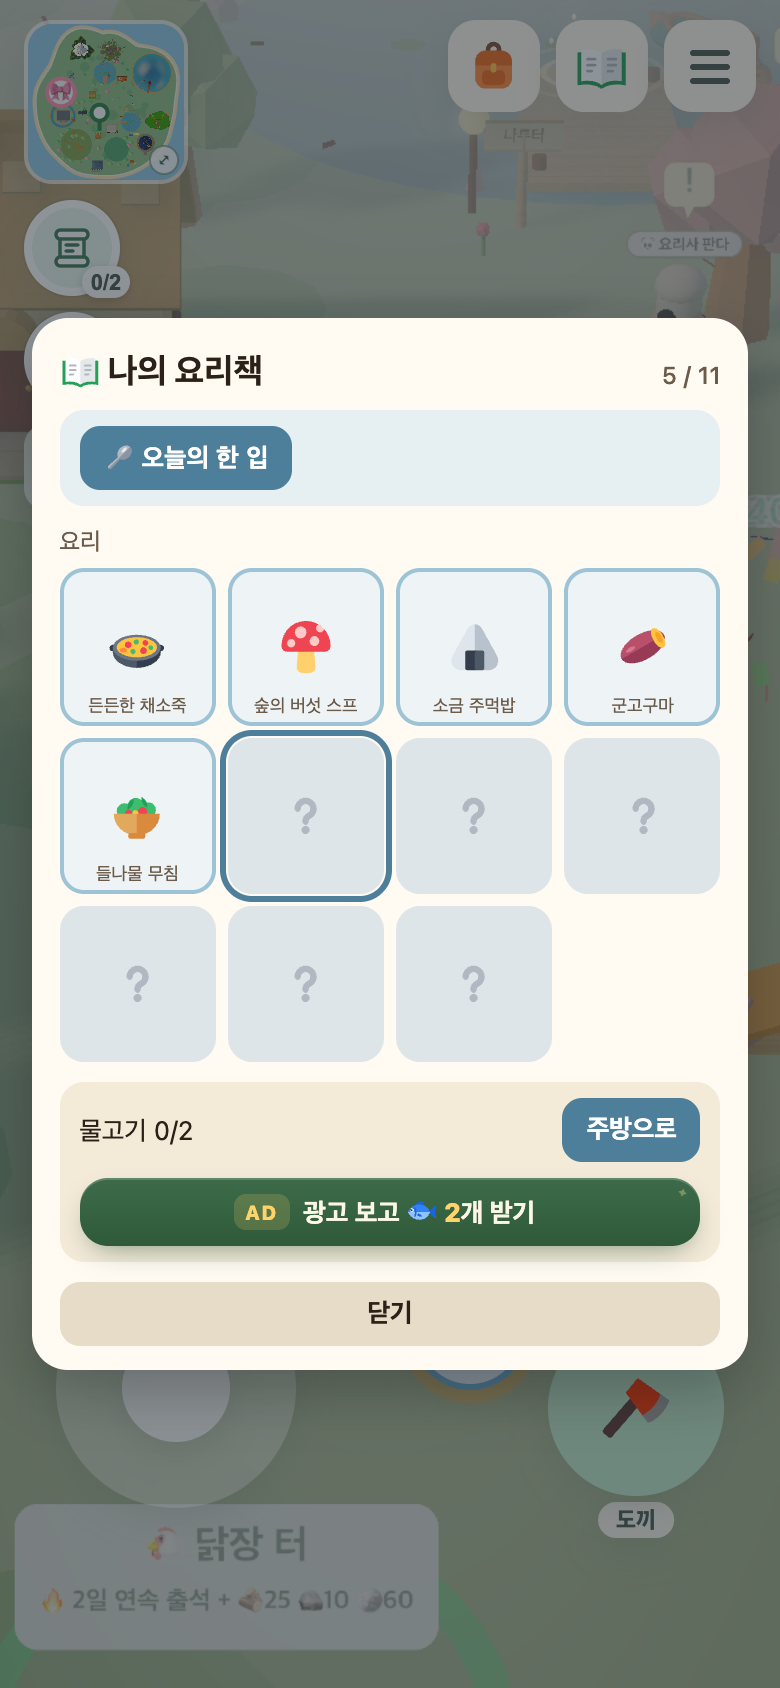 나루터
!
요리사 판다
0/2
나의 요리책
5 / 11
오늘의 한 입
요리
든든한 채소죽
숲의 버섯 스프
소금 주먹밥
군고구마
들나물 무침
?
?
?
?
?
?
물고기 0/2
주방으로
AD 광고 보고 2개 받기
닫기
도끼
닭장 터
2일 연속 출석 + 25 10 60